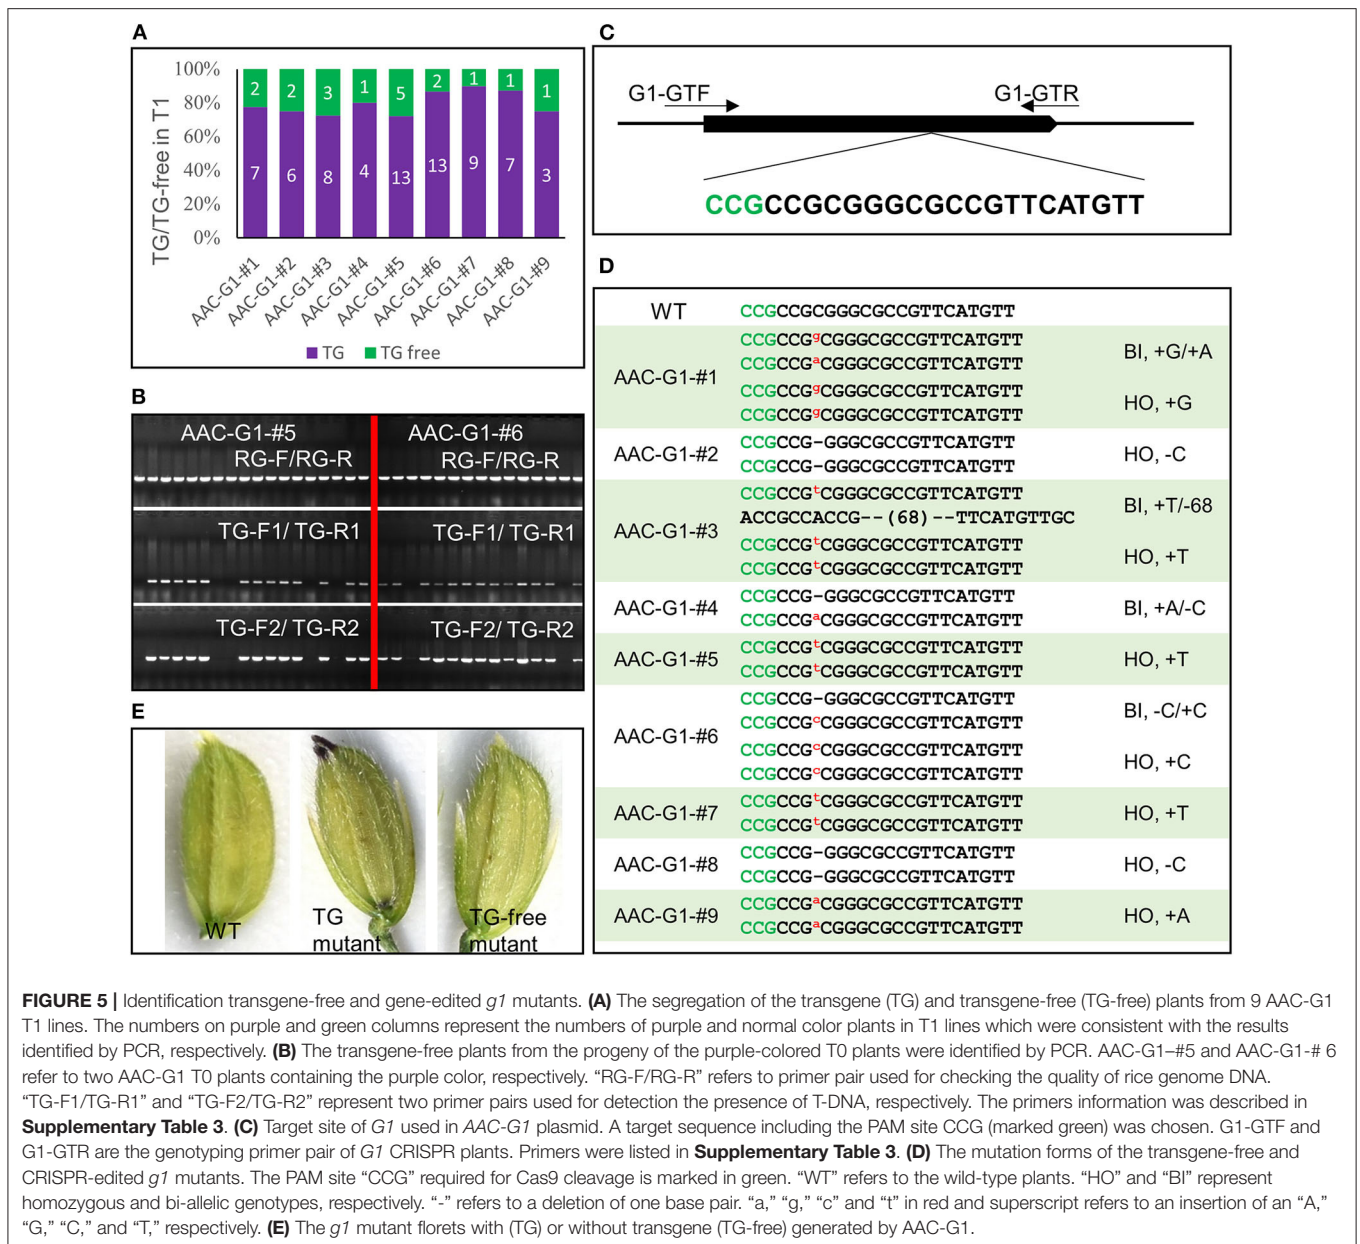 A
TG/TG-free in T1
100%
80%
60%
40%
20%
0%
2 2 3 1 5 2 1 1 1
7 6 8 4 13 13 9 7 3
AAC-G1-#1
AAC-G1-#2
AAC-G1-#3
AAC-G1-#4
AAC-G1-#5
AAC-G1-#6
AAC-G1-#7
AAC-G1-#8
AAC-G1-#9
TG TG free
B
AAC-G1-#5 AAC-G1-#6
RG-F/RG-R RG-F/RG-R
TG-F1/ TG-R1 TG-F1/ TG-R1
TG-F2/ TG-R2 TG-F2/ TG-R2
E
WT
TG
mutant
TG-free
mutant
C
G1-GTF G1-GTR
CCGCCGCGGGCGCCGTTCATGTT
D
WT CCGCCGCGGGCGCCGTTCATGTT
AAC-G1-#1
CCGCCGgCGGGCGCCGTTCATGTT
CCGCCGaCGGGCGCCGTTCATGTT
BI, +G/+A
CCGCCGgCGGGCGCCGTTCATGTT
CCGCCGgCGGGCGCCGTTCATGTT
HO, +G
AAC-G1-#2
CCGCCG-GGGCGCCGTTCATGTT
CCGCCG-GGGCGCCGTTCATGTT
HO, -C
AAC-G1-#3
CCGCCGtCGGGCGCCGTTCATGTT
ACCGCCACCG--(68)--TTCATGTTGC
BI, +T/-68
CCGCCGtCGGGCGCCGTTCATGTT
CCGCCGtCGGGCGCCGTTCATGTT
HO, +T
AAC-G1-#4
CCGCCG-GGGCGCCGTTCATGTT
CCGCCGaCGGGCGCCGTTCATGTT
BI, +A/-C
AAC-G1-#5
CCGCCGtCGGGCGCCGTTCATGTT
CCGCCGtCGGGCGCCGTTCATGTT
HO, +T
AAC-G1-#6
CCGCCG-GGGCGCCGTTCATGTT
CCGCCGcCGGGCGCCGTTCATGTT
BI, -C/+C
CCGCCGcCGGGCGCCGTTCATGTT
CCGCCGcCGGGCGCCGTTCATGTT
HO, +C
AAC-G1-#7
CCGCCGtCGGGCGCCGTTCATGTT
CCGCCGtCGGGCGCCGTTCATGTT
HO, +T
AAC-G1-#8
CCGCCG-GGGCGCCGTTCATGTT
CCGCCG-GGGCGCCGTTCATGTT
HO, -C
AAC-G1-#9
CCGCCGaCGGGCGCCGTTCATGTT
CCGCCGaCGGGCGCCGTTCATGTT
HO, +A
FIGURE 5 | Identification transgene-free and gene-edited g1 mutants. (A) The segregation of the transgene (TG) and transgene-free (TG-free) plants from 9 AAC-G1
T1 lines. The numbers on purple and green columns represent the numbers of purple and normal color plants in T1 lines which were consistent with the results
identified by PCR, respectively. (B) The transgene-free plants from the progeny of the purple-colored T0 plants were identified by PCR. AAC-G1–#5 and AAC-G1-# 6
refer to two AAC-G1 T0 plants containing the purple color, respectively. “RG-F/RG-R” refers to primer pair used for checking the quality of rice genome DNA.
“TG-F1/TG-R1” and “TG-F2/TG-R2” represent two primer pairs used for detection the presence of T-DNA, respectively. The primers information was described in
Supplementary Table 3. (C) Target site of G1 used in AAC-G1 plasmid. A target sequence including the PAM site CCG (marked green) was chosen. G1-GTF and
G1-GTR are the genotyping primer pair of G1 CRISPR plants. Primers were listed in Supplementary Table 3. (D) The mutation forms of the transgene-free and
CRISPR-edited g1 mutants. The PAM site “CCG” required for Cas9 cleavage is marked in green. “WT” refers to the wild-type plants. “HO” and “BI” represent
homozygous and bi-allelic genotypes, respectively. “-” refers to a deletion of one base pair. “a,” “g,” “c” and “t” in red and superscript refers to an insertion of an “A,”
“G,” “C,” and “T,” respectively. (E) The g1 mutant florets with (TG) or without transgene (TG-free) generated by AAC-G1.